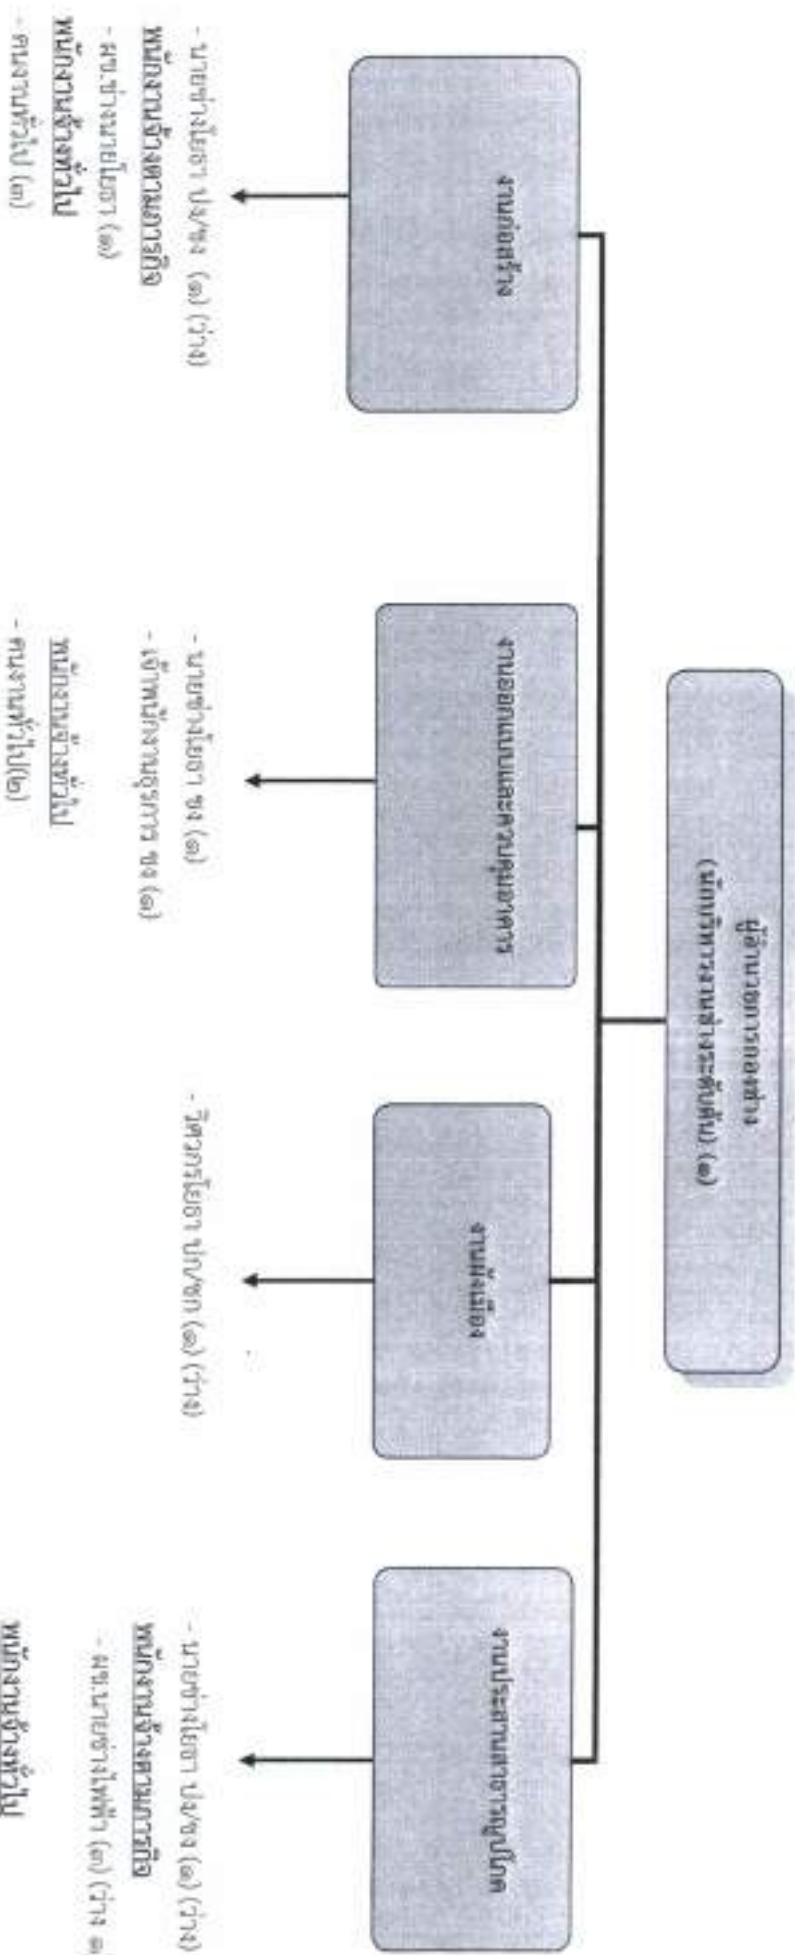 ผู้อำนวยการกองช่าง
(นักบริหารงานช่างระดับต้น) (๑)
งานก่อสร้าง
- นายช่างโยธา ปง/ชง (๑) (ว่าง)
พนักงานจ้างตามภารกิจ
- ผช.ช่างนายโยธา (๑)
พนักงานจ้างทั่วไป
- คนงานทั่วไป (๓)
งานออกแบบและควบคุมอาคาร
- นายช่างโยธา ชง (๑)
- เจ้าพนักงานธุรการ ชง (๑)
พนักงานจ้างทั่วไป
- คนงานทั่วไป(๒)
งานผังเมือง
- วิศวกรโยธา ปก/ชก (๑) (ว่าง)
งานประสานสาธารณูปโภค
- นายช่างโยธา ปง/ชง (๑) (ว่าง)
พนักงานจ้างตามภารกิจ
- ผช.นายช่างไฟฟ้า (๓) (ว่าง ๑
พนักงานจ้างทั่วไป